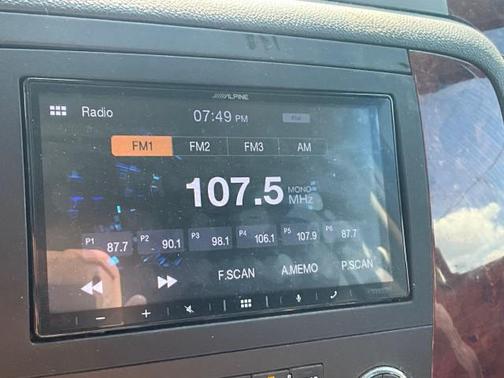 ALPINE
Radio 07:49 PM
FM1 FM2 FM3 AM
107.5 MONO MHz
P1 87.7 P2 90.1 P3 98.1 P4 106.1 P5 107.9 P6 87.7
F.SCAN A.MEMO P.SCAN